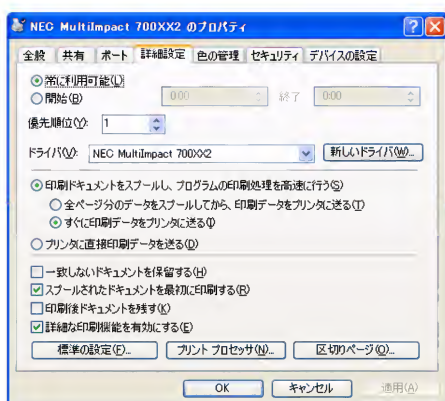 NEC MultiImpact 700XX2 のプロパティ
全般 共有 ポート 詳細設定 色の管理 セキュリティ デバイスの設定
常に利用可能(L)
開始(B) 0:00 終了 0:00
優先順位(Y): 1
ドライバ(V): NEC MultiImpact 700XX2 新しいドライバ(W)...
印刷ドキュメントをスプールし、プログラムの印刷処理を高速に行う(S)
全ページ分のデータをスプールしてから、印刷データをプリンタに送る(T)
すぐに印刷データをプリンタに送る(I)
プリンタに直接印刷データを送る(D)
一致しないドキュメントを保留する(H)
スプールされたドキュメントを最初に印刷する(R)
印刷後ドキュメントを残す(K)
詳細な印刷機能を有効にする(E)
標準の設定(F)... プリント プロセッサ(N)... 区切りページ(O)...
OK キャンセル 適用(A)